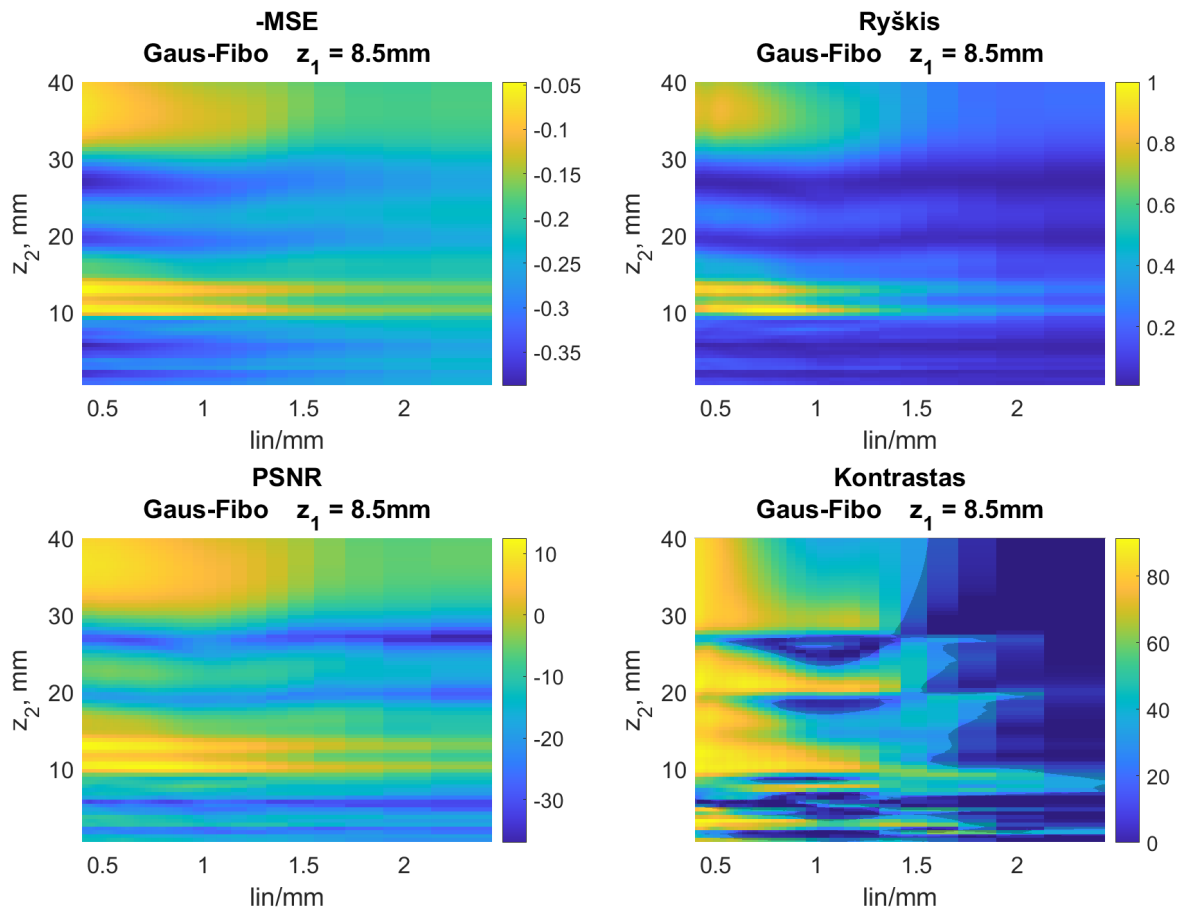 -MSE
Gaus-Fibo z₁ = 8.5mm
40
30
20
10
z₂, mm
0.5 1 1.5 2
lin/mm
-0.05
-0.1
-0.15
-0.2
-0.25
-0.3
-0.35
Ryškis
Gaus-Fibo z₁ = 8.5mm
40
30
20
10
z₂, mm
0.5 1 1.5 2
lin/mm
1
0.8
0.6
0.4
0.2
PSNR
Gaus-Fibo z₁ = 8.5mm
40
30
20
10
z₂, mm
0.5 1 1.5 2
lin/mm
10
0
-10
-20
-30
Kontrastas
Gaus-Fibo z₁ = 8.5mm
40
30
20
10
z₂, mm
0.5 1 1.5 2
lin/mm
80
60
40
20
0